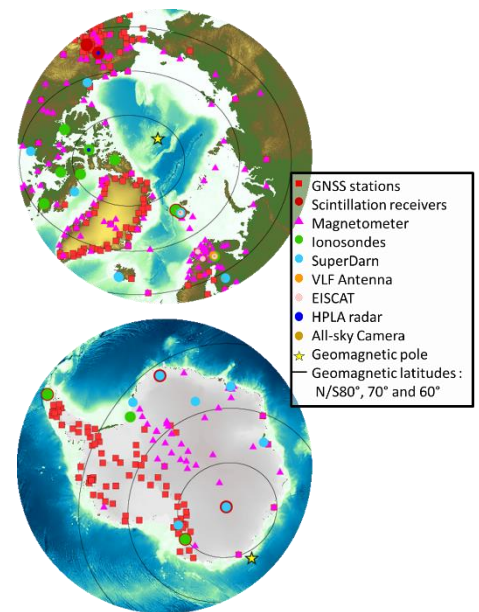 GNSS stations
Scintillation receivers
Magnetometer
Ionosondes
SuperDarn
VLF Antenna
EISCAT
HPLA radar
All-sky Camera
Geomagnetic pole
Geomagnetic latitudes :
N/S80°, 70° and 60°